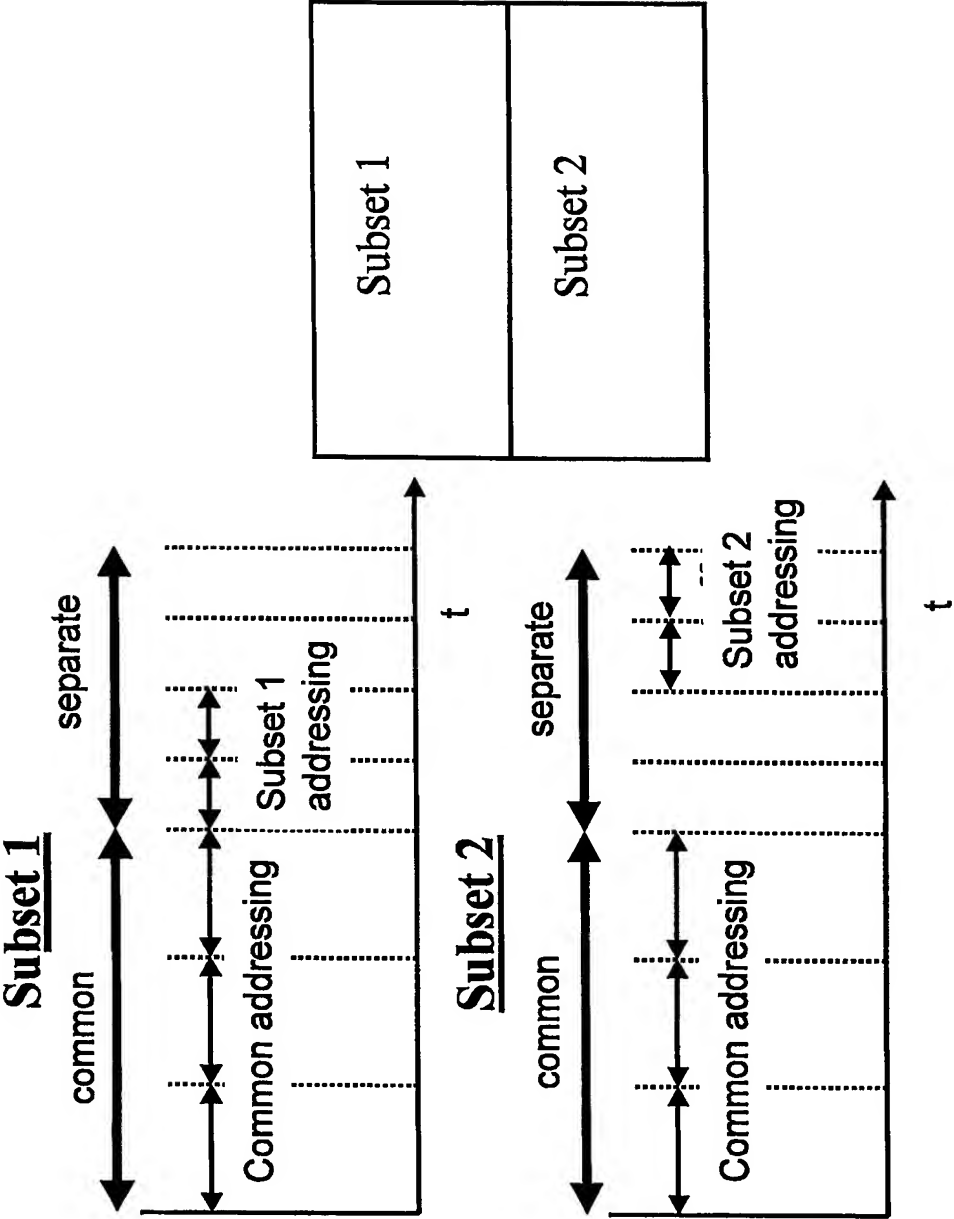 Subset 1
common
separate
Common addressing
Subset 1
addressing
t
Subset 2
common
separate
Common addressing
Subset 2
addressing
t
Subset 1
Subset 2